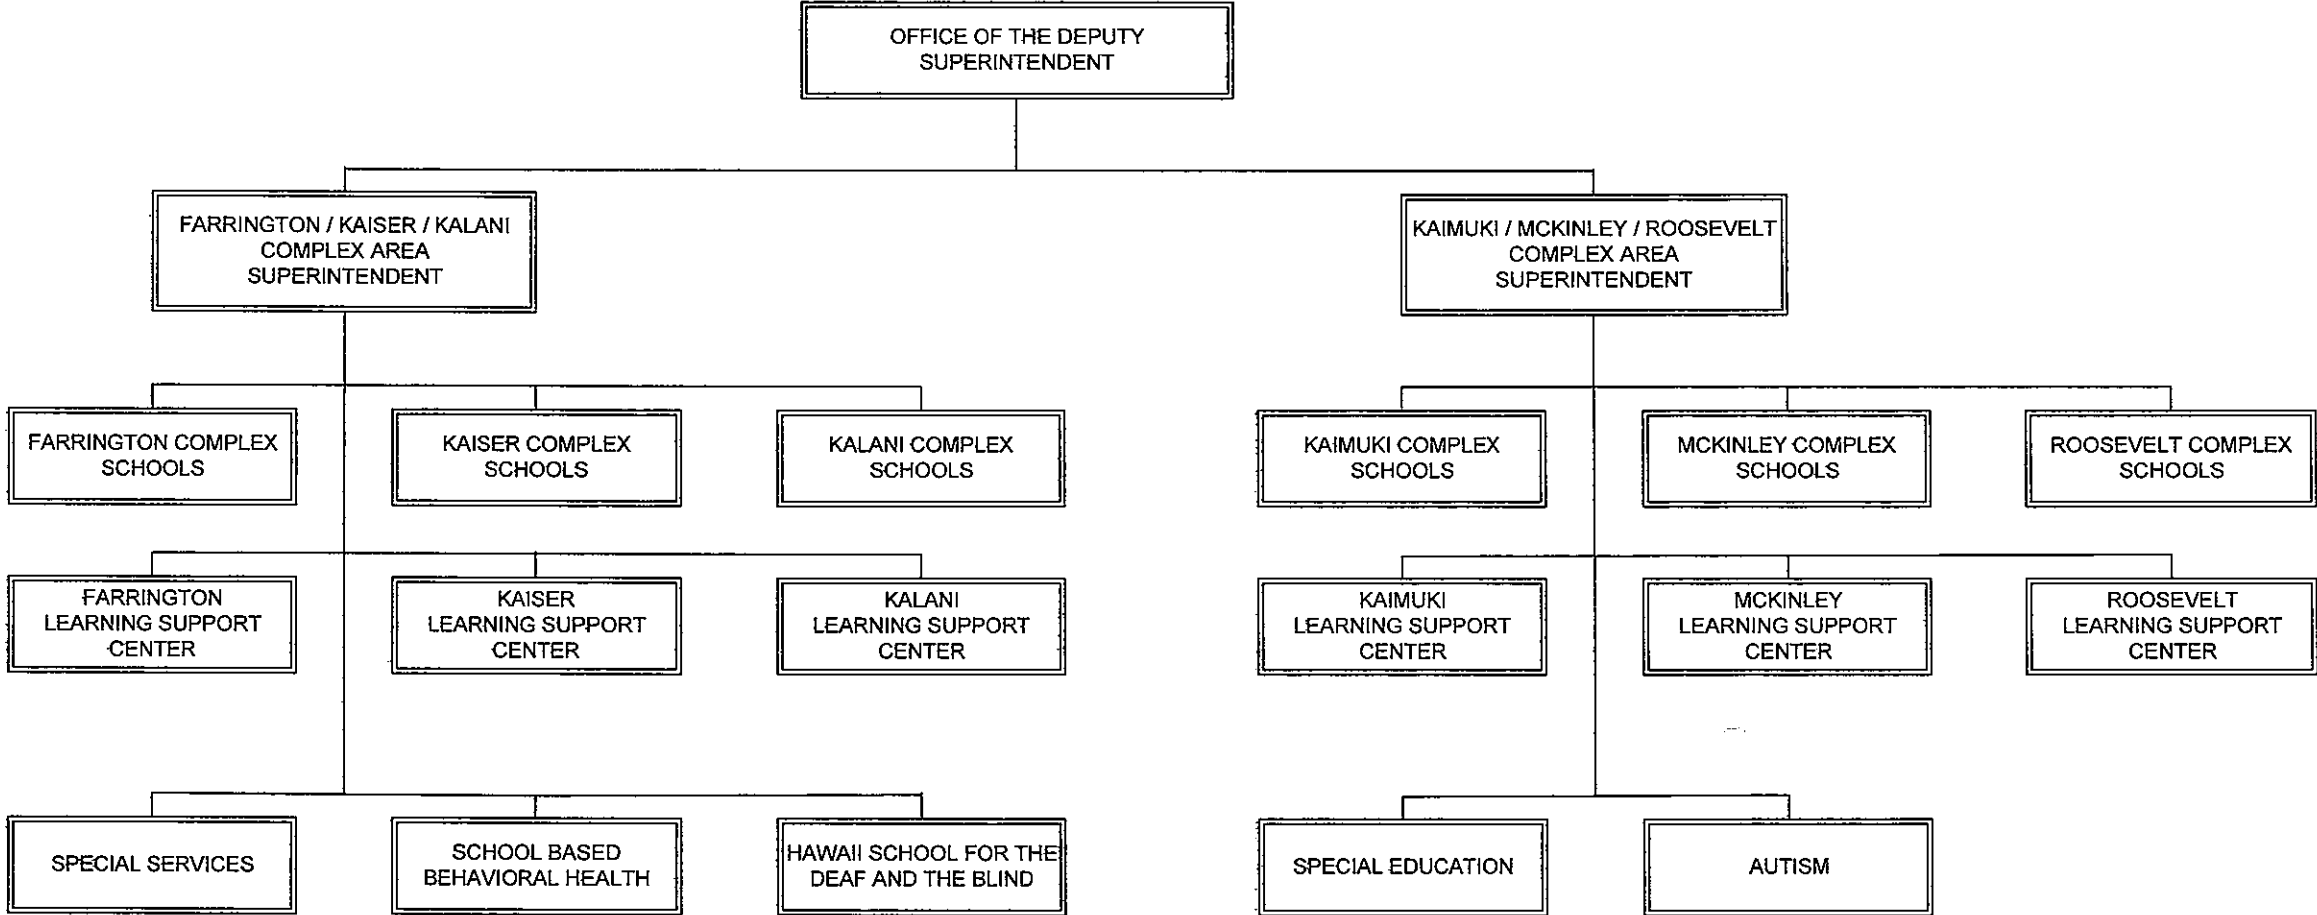 OFFICE OF THE DEPUTY
SUPERINTENDENT
FARRINGTON / KAISER / KALANI
COMPLEX AREA
SUPERINTENDENT
KAIMUKI / MCKINLEY / ROOSEVELT
COMPLEX AREA
SUPERINTENDENT
FARRINGTON COMPLEX
SCHOOLS
KAISER COMPLEX
SCHOOLS
KALANI COMPLEX
SCHOOLS
KAIMUKI COMPLEX
SCHOOLS
MCKINLEY COMPLEX
SCHOOLS
ROOSEVELT COMPLEX
SCHOOLS
FARRINGTON
LEARNING SUPPORT
CENTER
KAISER
LEARNING SUPPORT
CENTER
KALANI
LEARNING SUPPORT
CENTER
KAIMUKI
LEARNING SUPPORT
CENTER
MCKINLEY
LEARNING SUPPORT
CENTER
ROOSEVELT
LEARNING SUPPORT
CENTER
SPECIAL SERVICES
SCHOOL BASED
BEHAVIORAL HEALTH
HAWAII SCHOOL FOR THE
DEAF AND THE BLIND
SPECIAL EDUCATION
AUTISM